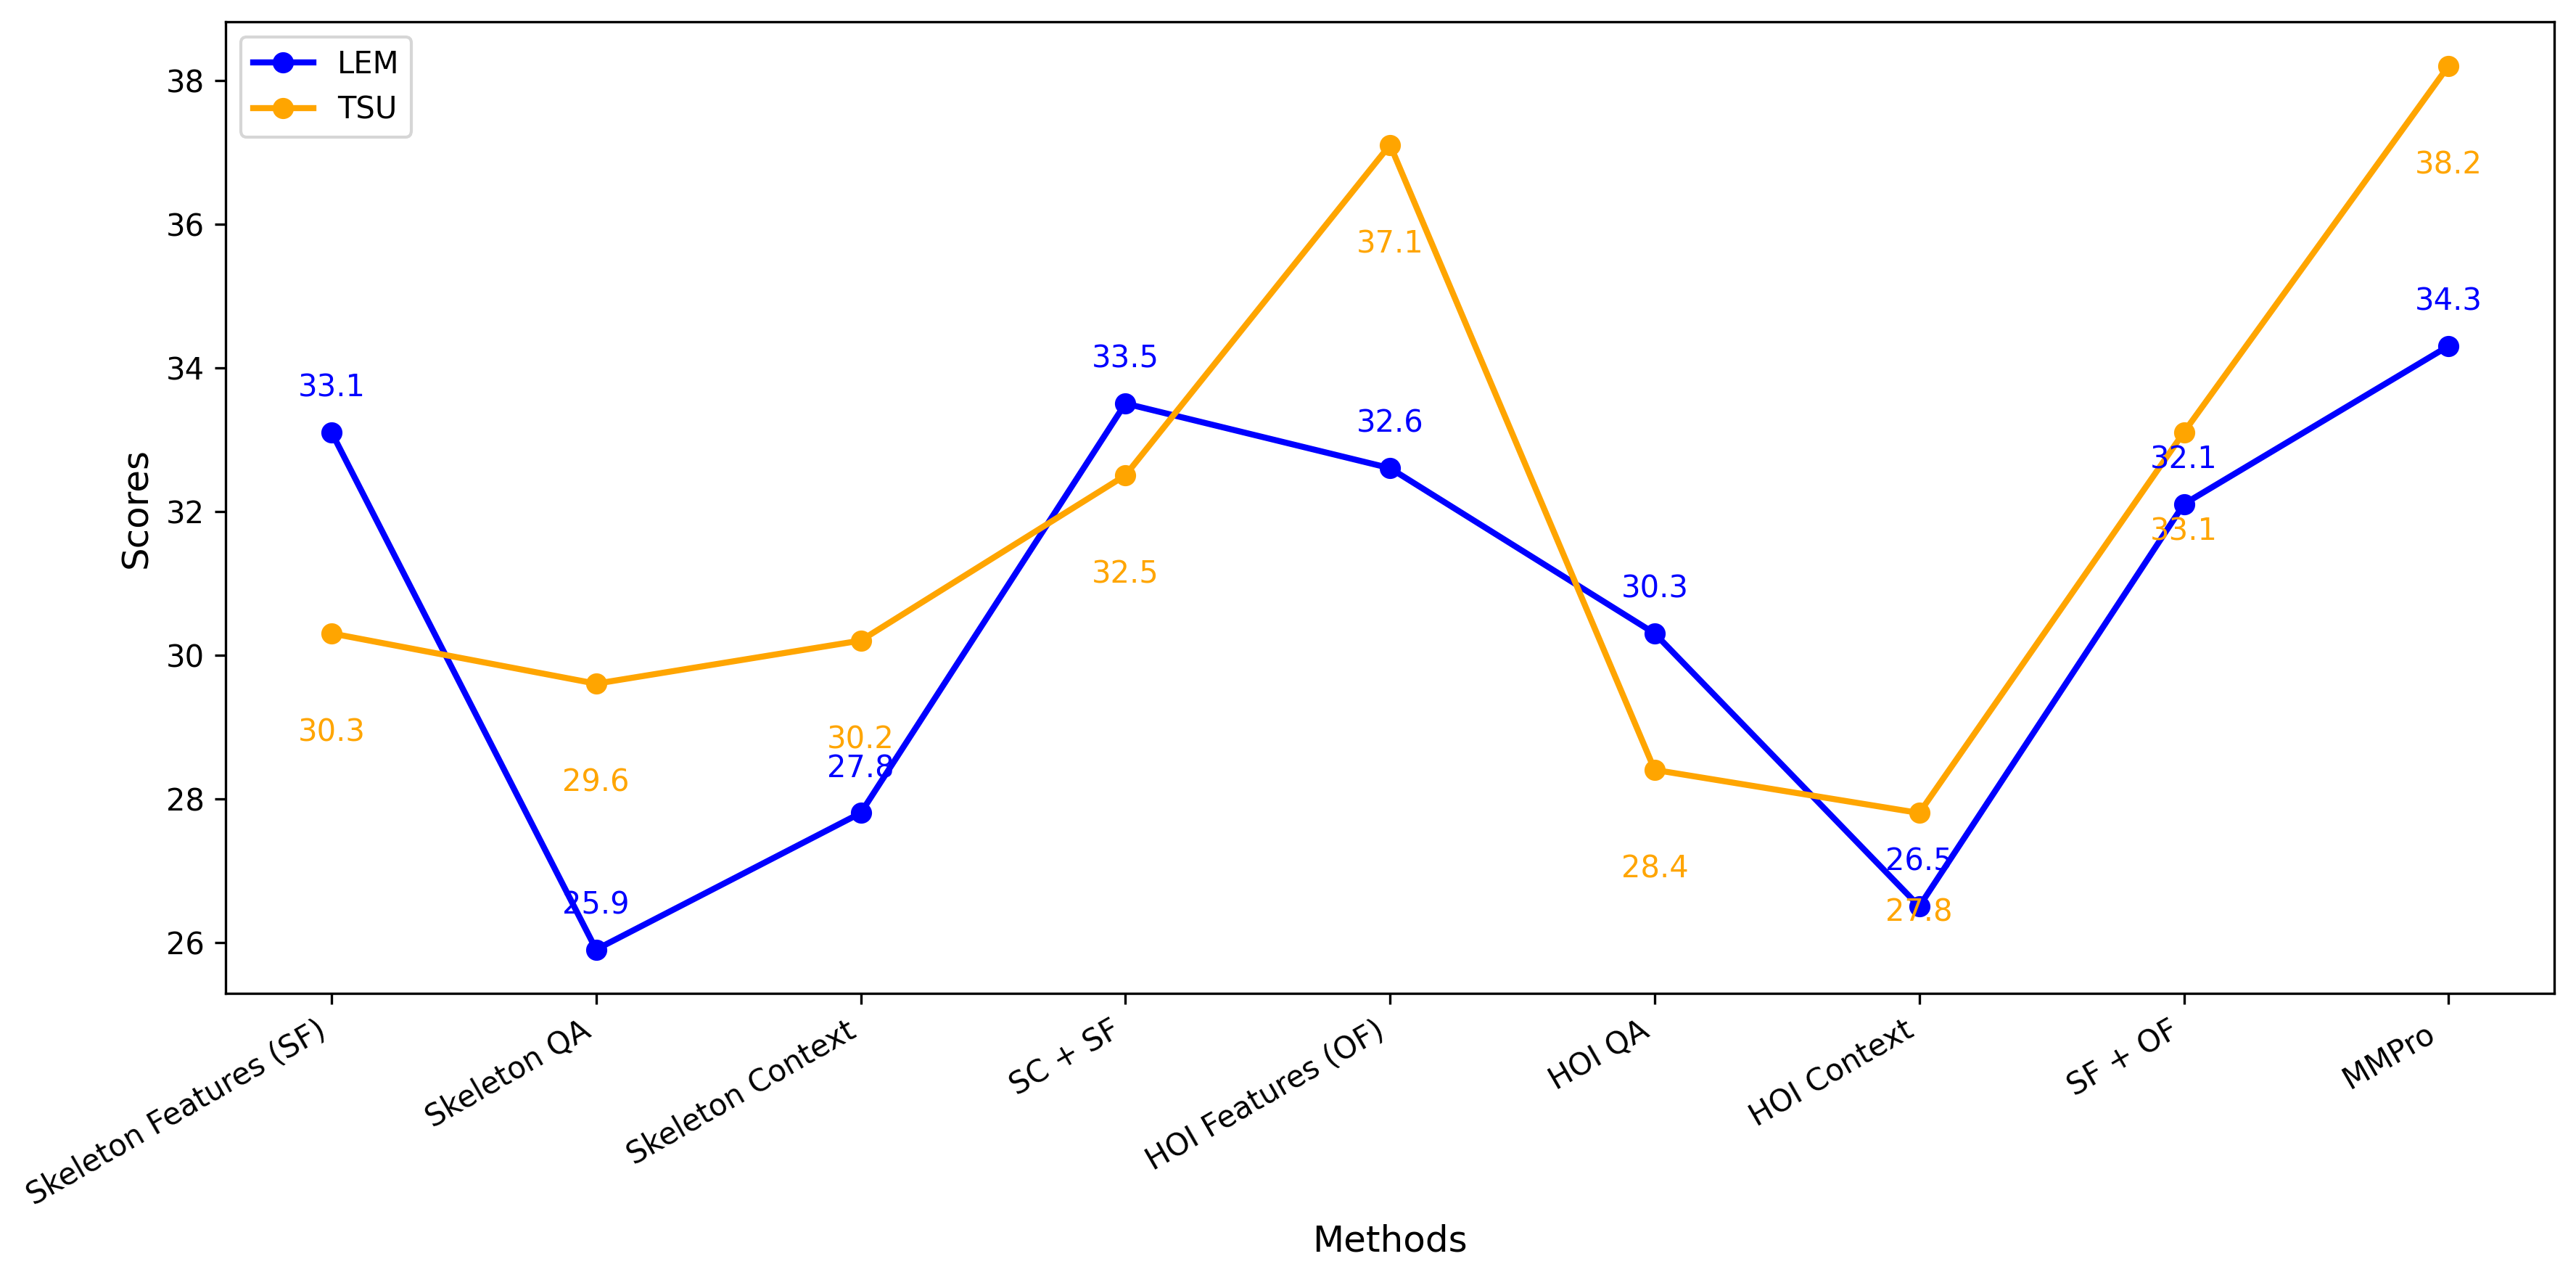 LEM
TSU
Scores
38
36
34
32
30
28
26
33.1
25.9
27.8
33.5
32.6
30.3
26.5
32.1
34.3
30.3
29.6
30.2
32.5
37.1
28.4
27.8
33.1
38.2
Skeleton Features (SF)
Skeleton QA
Skeleton Context
SC + SF
HOI Features (OF)
HOI QA
HOI Context
SF + OF
MMPro
Methods